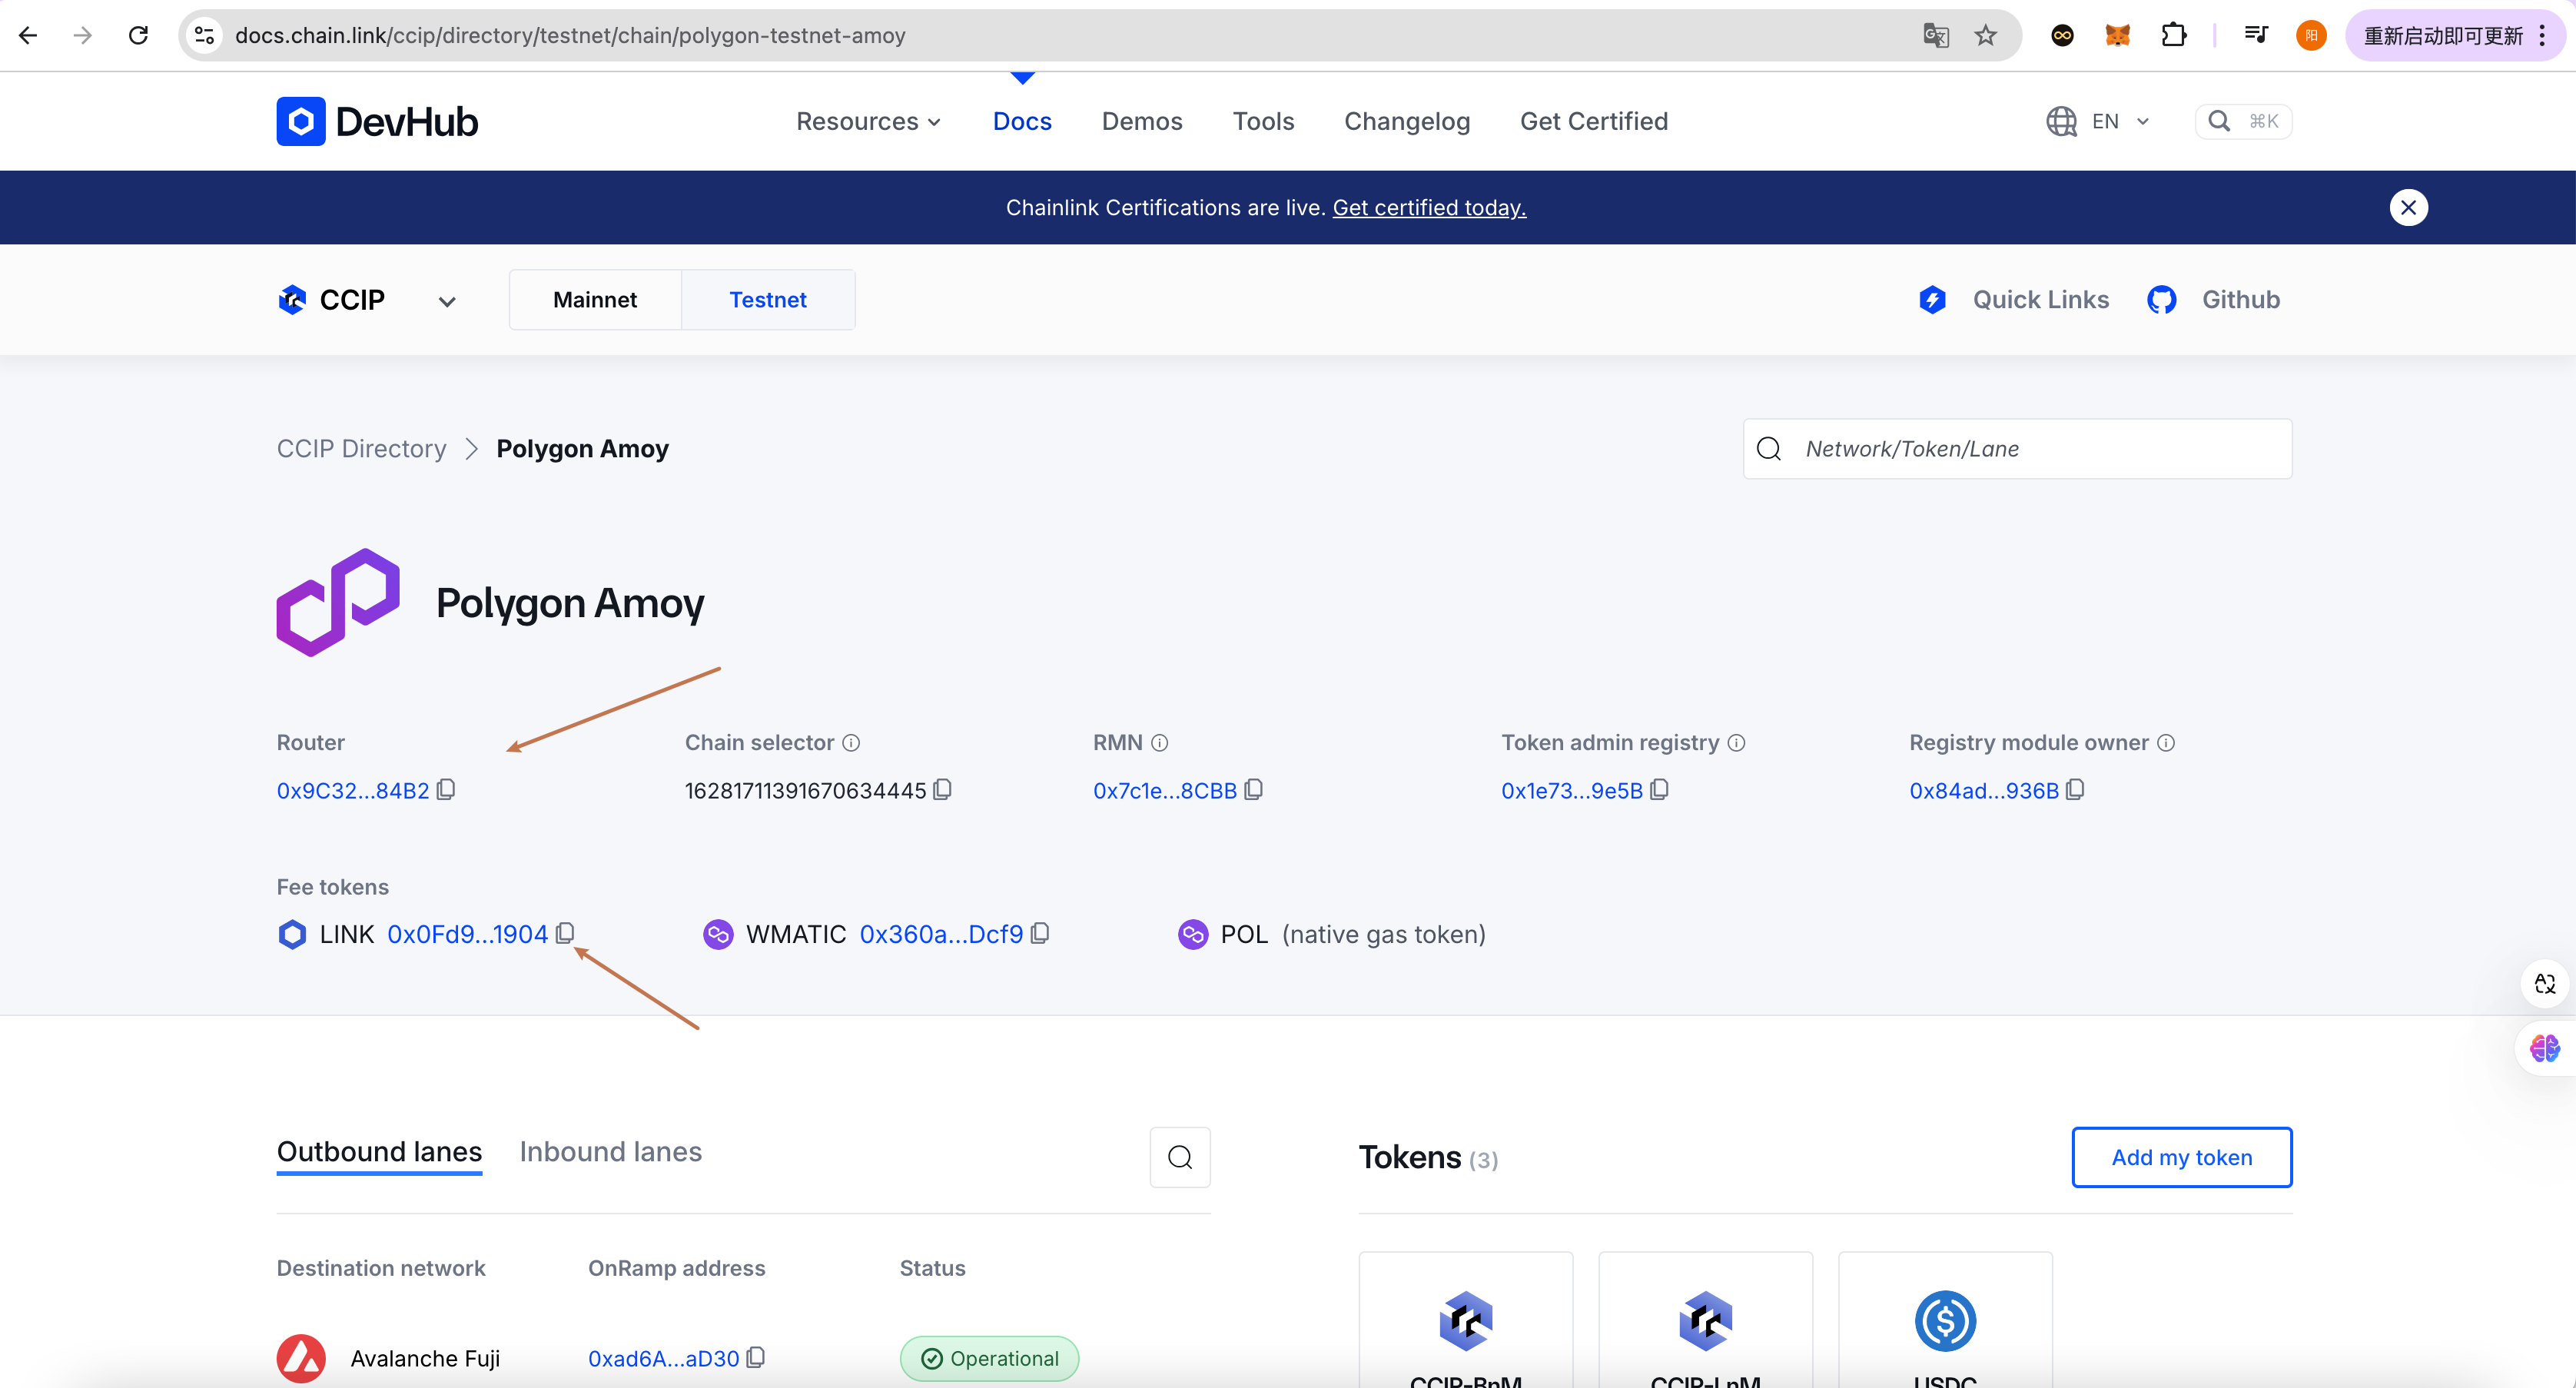 docs.chain.link/ccip/directory/testnet/chain/polygon-testnet-amoy
阳
重新启动即可更新
DevHub
Resources
Docs
Demos
Tools
Changelog
Get Certified
EN
⌘K
Chainlink Certifications are live. Get certified today.
CCIP
Mainnet
Testnet
Quick Links
Github
CCIP Directory
Polygon Amoy
Network/Token/Lane
Polygon Amoy
Router
Chain selector
RMN
Token admin registry
Registry module owner
0x9C32...84B2
16281711391670634445
0x7c1e...8CBB
0x1e73...9e5B
0x84ad...936B
Fee tokens
LINK 0x0Fd9...1904
WMATIC 0x360a...Dcf9
POL (native gas token)
Outbound lanes
Inbound lanes
Tokens (3)
Add my token
Destination network
OnRamp address
Status
Avalanche Fuji
0xad6A...aD30
Operational
CCIP-BnM
CCIP-LnM
USDC